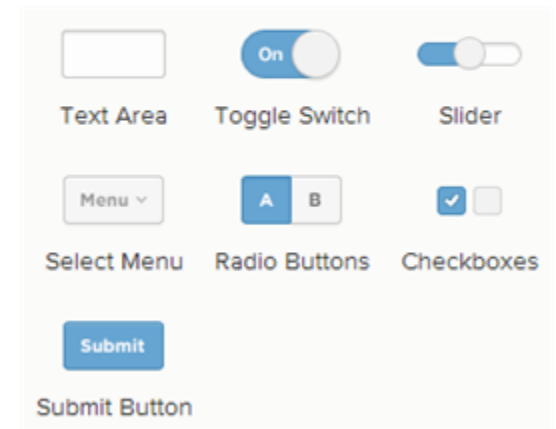 On
Text Area Toggle Switch Slider
Menu A B
Select Menu Radio Buttons Checkboxes
Submit
Submit Button